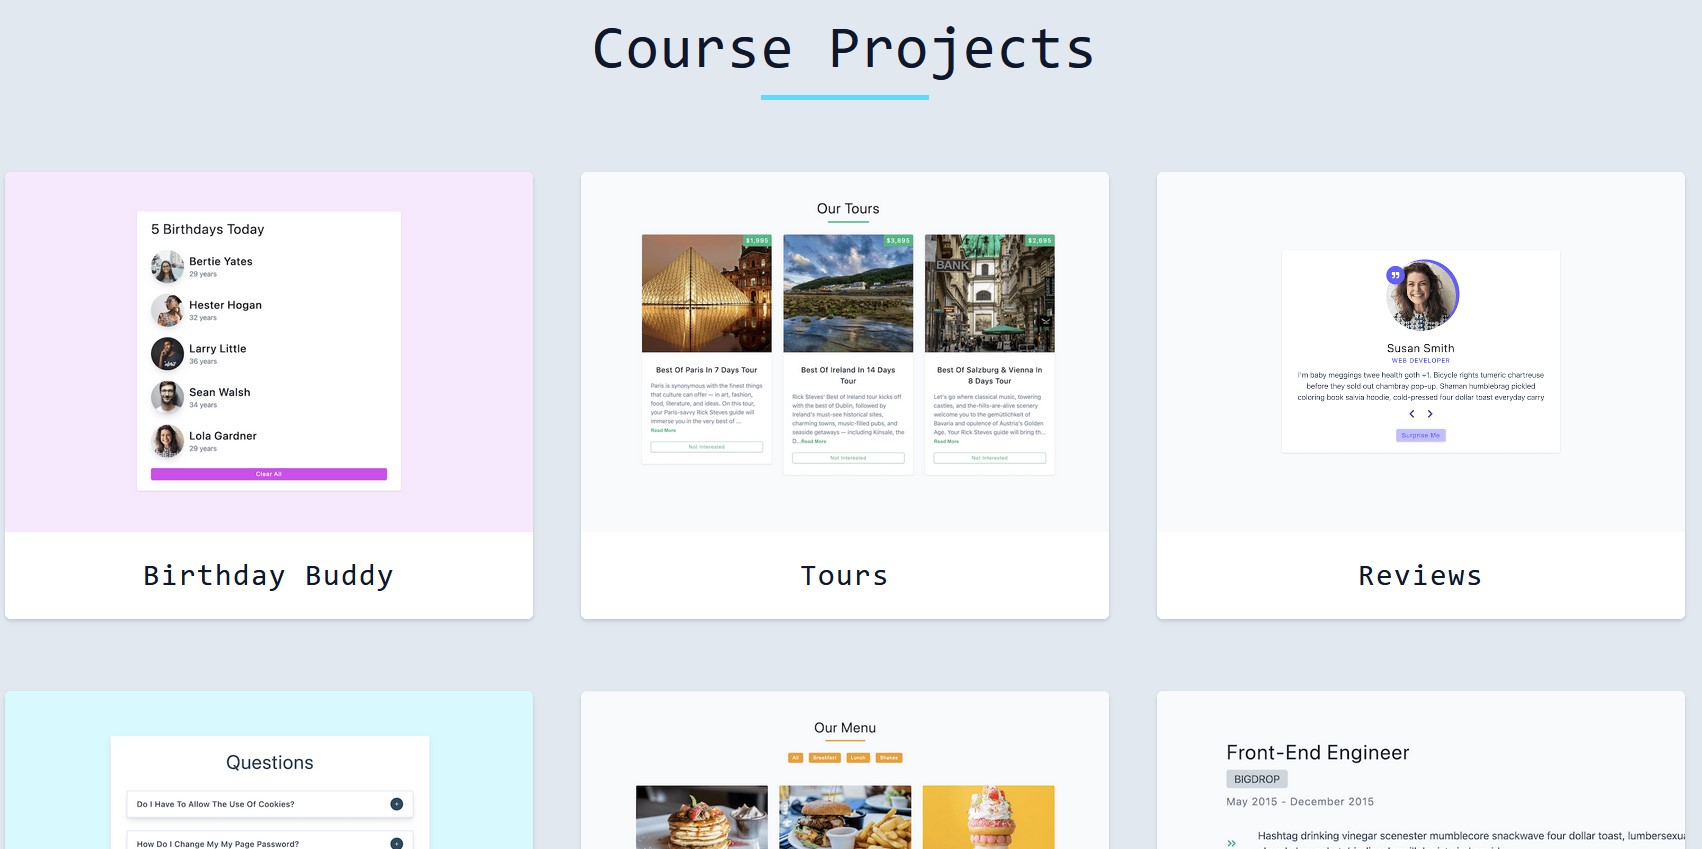 Course Projects
5 Birthdays Today
Bertie Yates
29 years
Hester Hogan
32 years
Larry Little
36 years
Sean Walsh
34 years
Lola Gardner
29 years
Clear All
Birthday Buddy
Our Tours
$1,995
Best Of Paris In 7 Days Tour
Paris is synonymous with the finest things
that culture can offer — in art, fashion,
food, literature, and ideas. On this tour,
your Paris-savvy Rick Steves guide will
immerse you in the very best of ...
Read More
Not Interested
$3,895
Best Of Ireland In 14 Days
Tour
Rick Steves' Best of Ireland tour kicks off
with the best of Dublin, followed by
Ireland's must-see historical sites,
charming towns, music-filled pubs, and
seaside getaways — including Kinsale, the
D...Read More
Not Interested
$2,695
BANK
Best Of Salzburg & Vienna In
8 Days Tour
Let's go where classical music, towering
castles, and the-hills-are-alive scenery
welcome you to the gemütlichkeit of
Bavaria and opulence of Austria's Golden
Age. Your Rick Steves guide will bring th...
Read More
Not Interested
Tours
Susan Smith
WEB DEVELOPER
I'm baby meggings twee health goth +1. Bicycle rights tumeric chartreuse
before they sold out chambray pop-up. Shaman humblebrag pickled
coloring book salvia hoodie, cold-pressed four dollar toast everyday carry
Surprise Me
Reviews
Questions
Do I Have To Allow The Use Of Cookies?
How Do I Change My My Page Password?
Our Menu
All Breakfast Lunch Shakes
Front-End Engineer
BIGDROP
May 2015 - December 2015
Hashtag drinking vinegar scenester mumblecore snackwave four dollar toast, lumbersexua